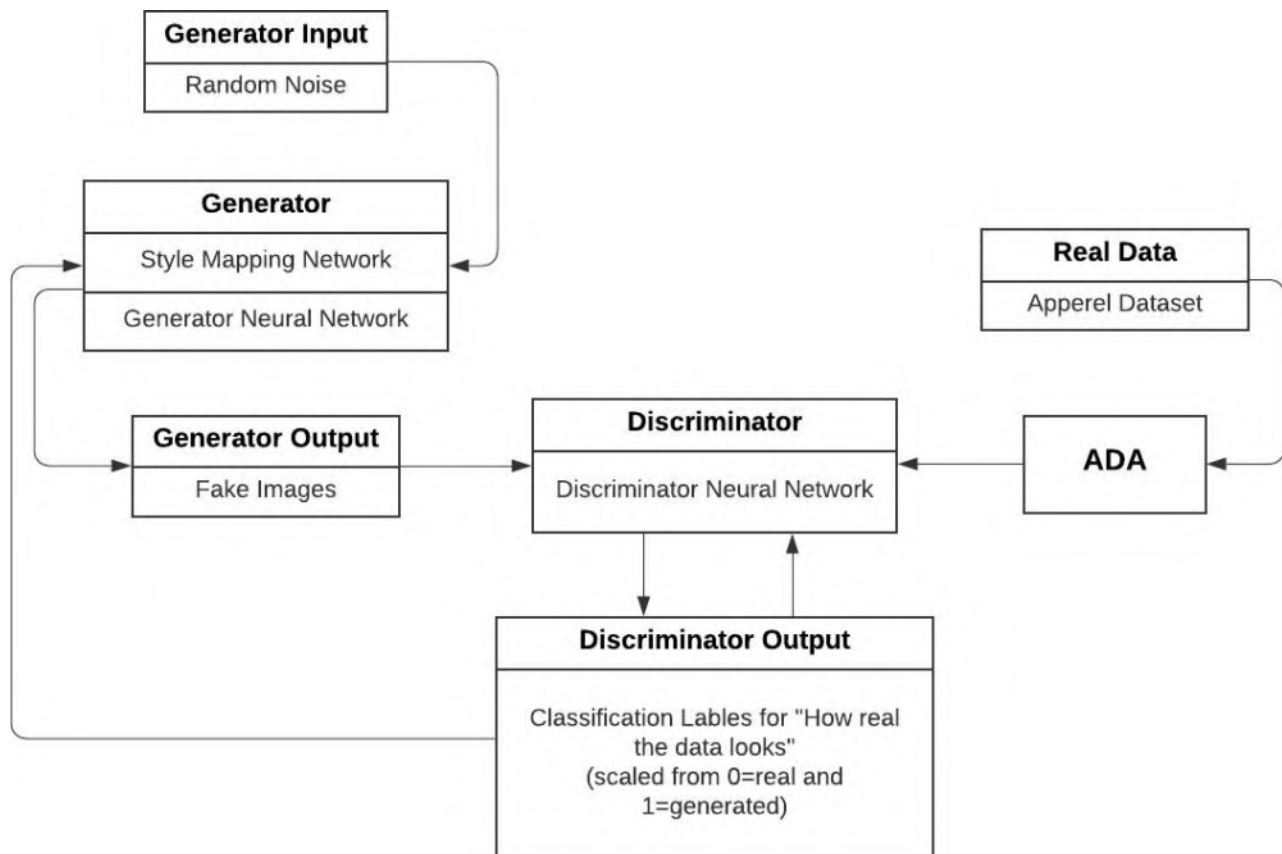 Generator Input
Random Noise
Generator
Style Mapping Network
Generator Neural Network
Real Data
Apperel Dataset
Generator Output
Fake Images
Discriminator
Discriminator Neural Network
ADA
Discriminator Output
Classification Lables for "How real
the data looks"
(scaled from 0=real and
1=generated)